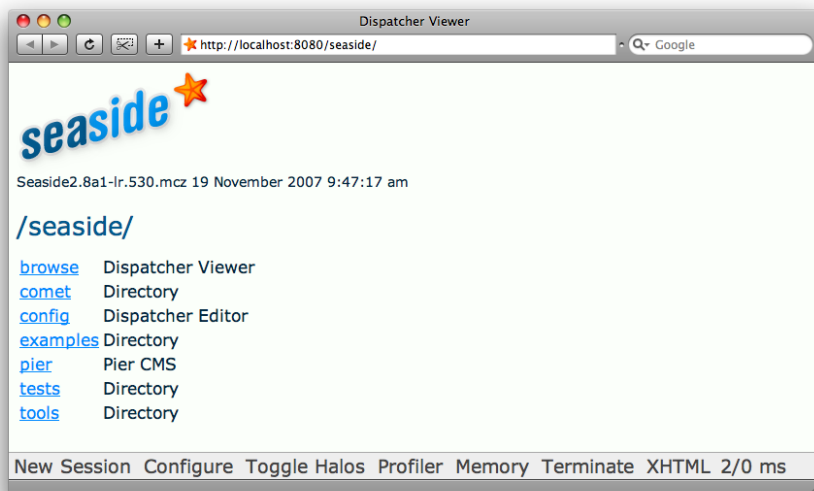 Dispatcher Viewer
http://localhost:8080/seaside/ Google
seaside
Seaside2.8a1-lr.530.mcz 19 November 2007 9:47:17 am
/seaside/
browse Dispatcher Viewer
comet Directory
config Dispatcher Editor
examples Directory
pier Pier CMS
tests Directory
tools Directory
New Session Configure Toggle Halos Profiler Memory Terminate XHTML 2/0 ms